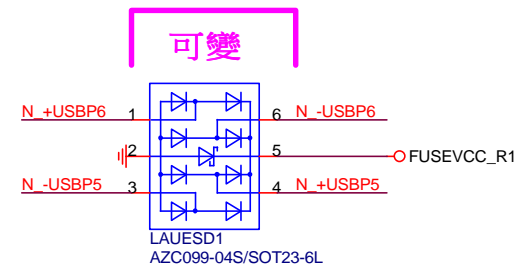 可變
N_+USBP6 1 6 N_-USBP6
2 5 FUSEVCC_R1
N_-USBP5 3 4 N_+USBP5
LAUESD1
AZC099-04S/SOT23-6L